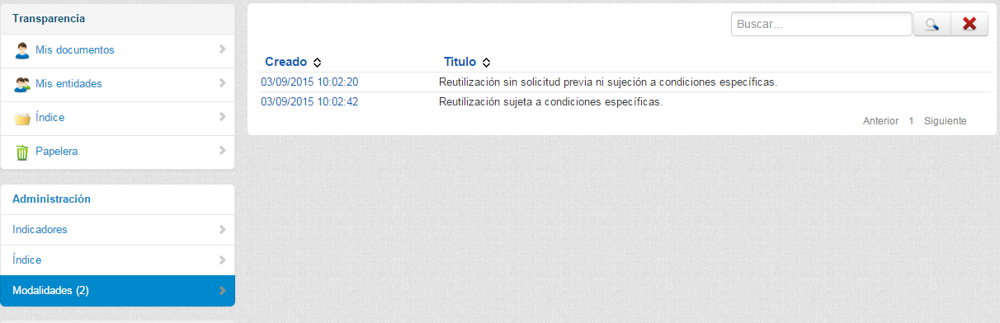 Transparencia
Mis documentos
Mis entidades
Índice
Papelera
Administración
Indicadores
Índice
Modalidades (2)
Buscar...
Creado Titulo
03/09/2015 10:02:20 Reutilización sin solicitud previa ni sujeción a condiciones específicas.
03/09/2015 10:02:42 Reutilización sujeta a condiciones específicas.
Anterior 1 Siguiente